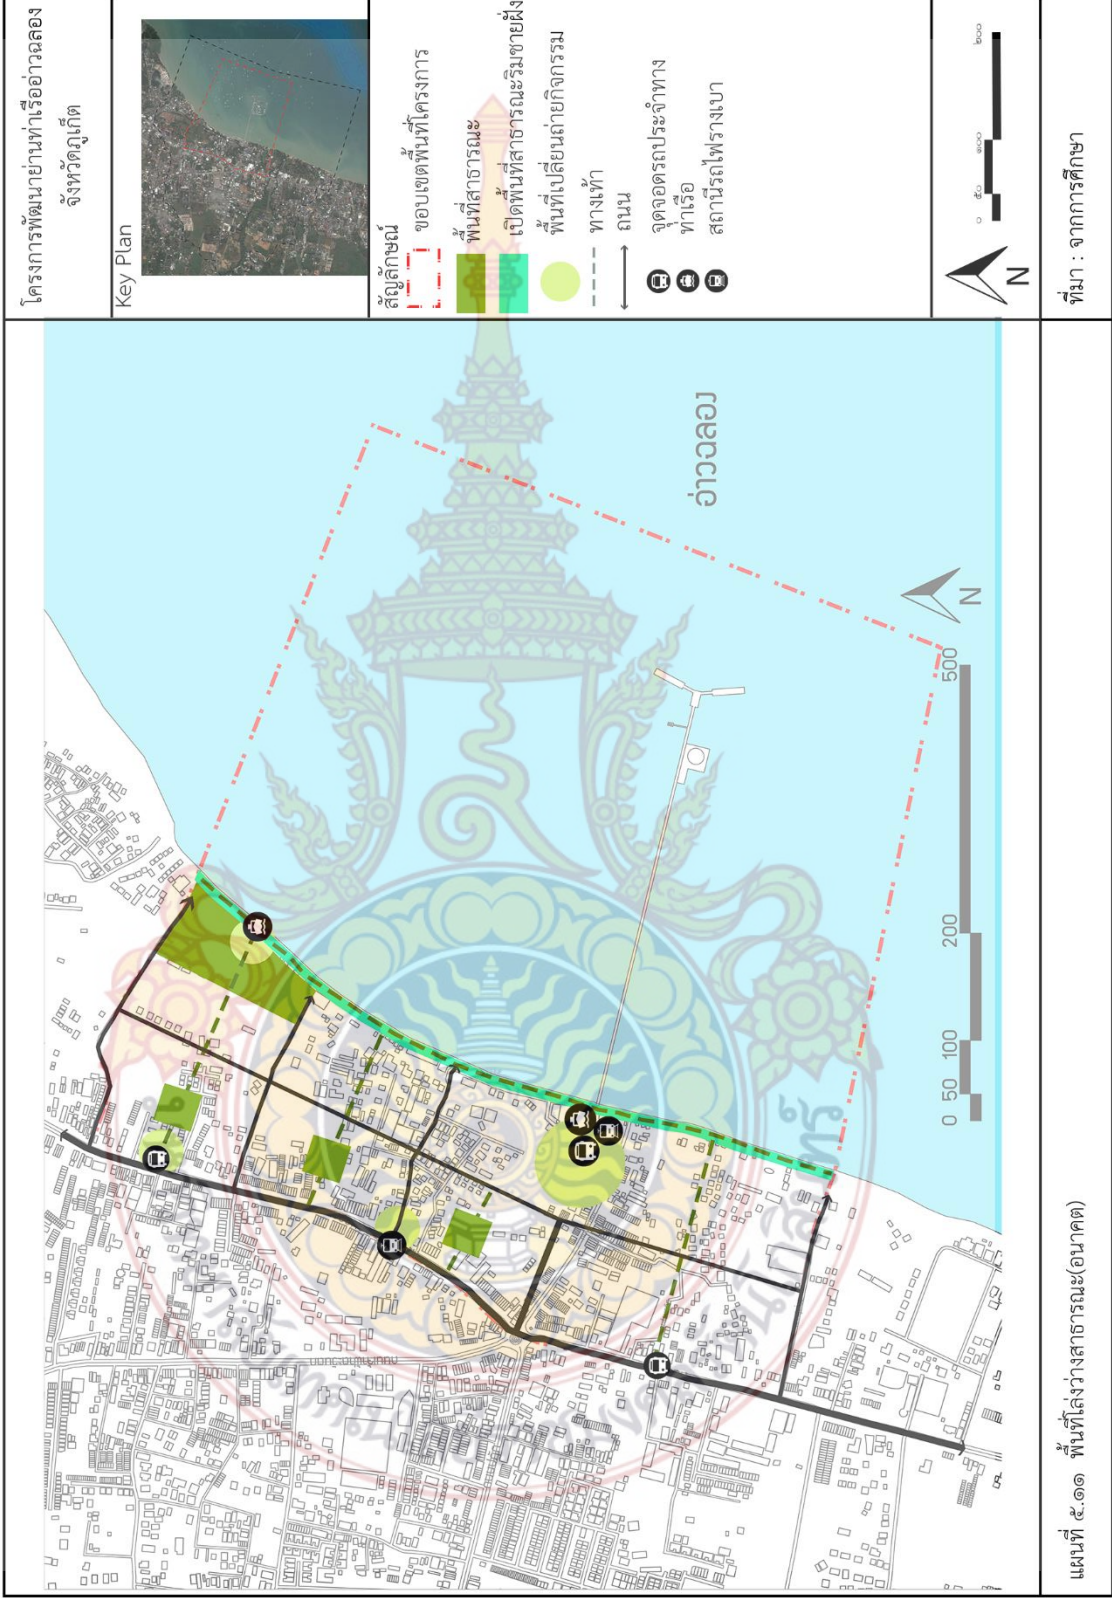 โครงการพัฒนาย่านท่าเรืออ่าวฉลอง
จังหวัดภูเก็ต
Key Plan
สัญลักษณ์
ขอบเขตพื้นที่โครงการ
พื้นที่สาธารณะ
เปิดพื้นที่สาธารณะริมชายฝั่ง
พื้นที่เปลี่ยนถ่ายกิจกรรม
ทางเท้า
ถนน
จุดจอดรถประจำทาง
ท่าเรือ
สถานีรถไฟรางเบา
๐ ๕๐ ๑๐๐ ๒๐๐
N
ที่มา : จากการศึกษา
อ่าวฉลอง
N
0 50 100 200 500
แผนที่ ๕.๑๑ พื้นที่โล่งว่างสาธารณะ(อนาคต)